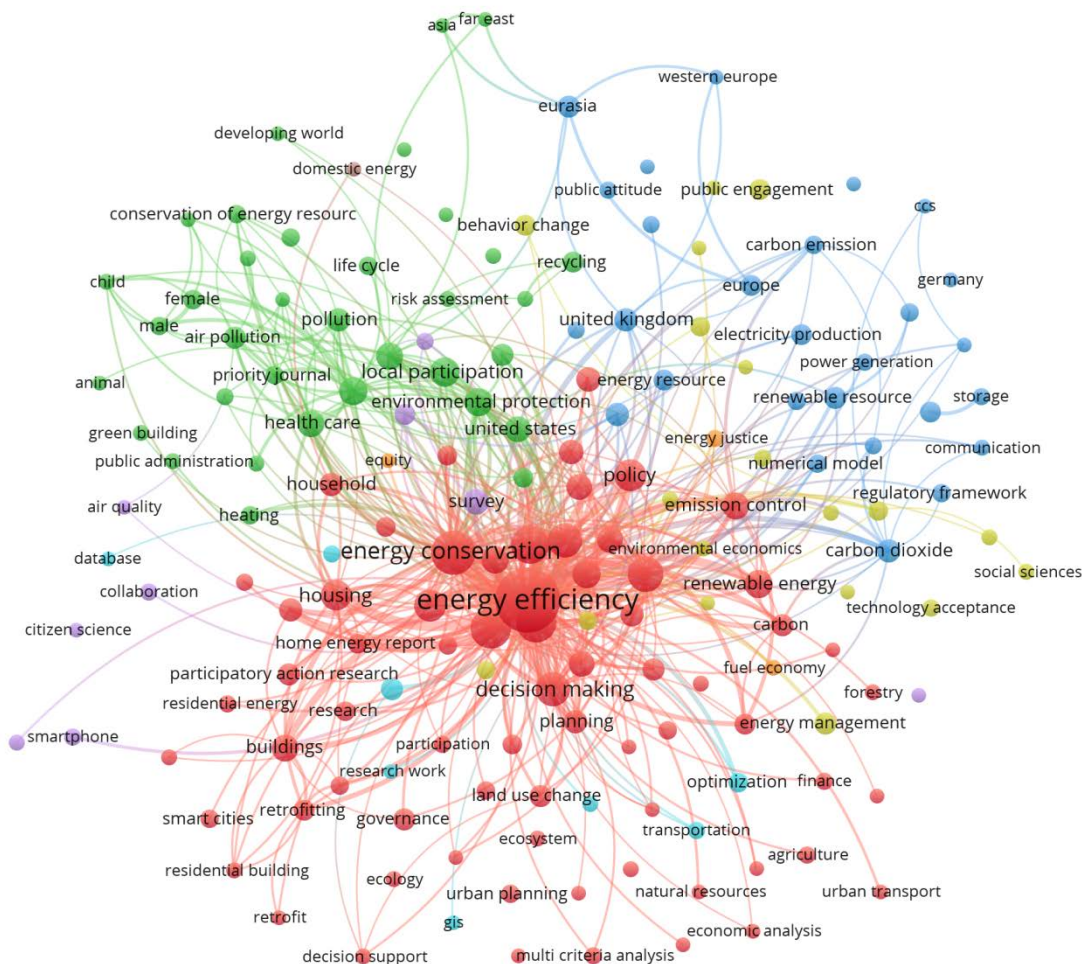 far east
asia
western europe
eurasia
developing world
domestic energy
public attitude
public engagement
ccs
conservation of energy resourc
behavior change
carbon emission
life cycle
recycling
child
germany
female
risk assessment
europe
male
pollution
united kingdom
air pollution
electricity production
power generation
local participation
priority journal
animal
energy resource
environmental protection
renewable resource
storage
health care
united states
green building
energy justice
communication
public administration
equity
numerical model
household
policy
regulatory framework
air quality
survey
emission control
heating
energy conservation
environmental economics
carbon dioxide
database
social sciences
collaboration
housing
energy efficiency
renewable energy
technology acceptance
citizen science
carbon
home energy report
fuel economy
participatory action research
decision making
forestry
residential energy
research
planning
energy management
smartphone
buildings
participation
research work
optimization
finance
land use change
retrofitting
smart cities
governance
transportation
ecosystem
agriculture
residential building
ecology
urban planning
natural resources
urban transport
retrofit
gis
economic analysis
decision support
multi criteria analysis